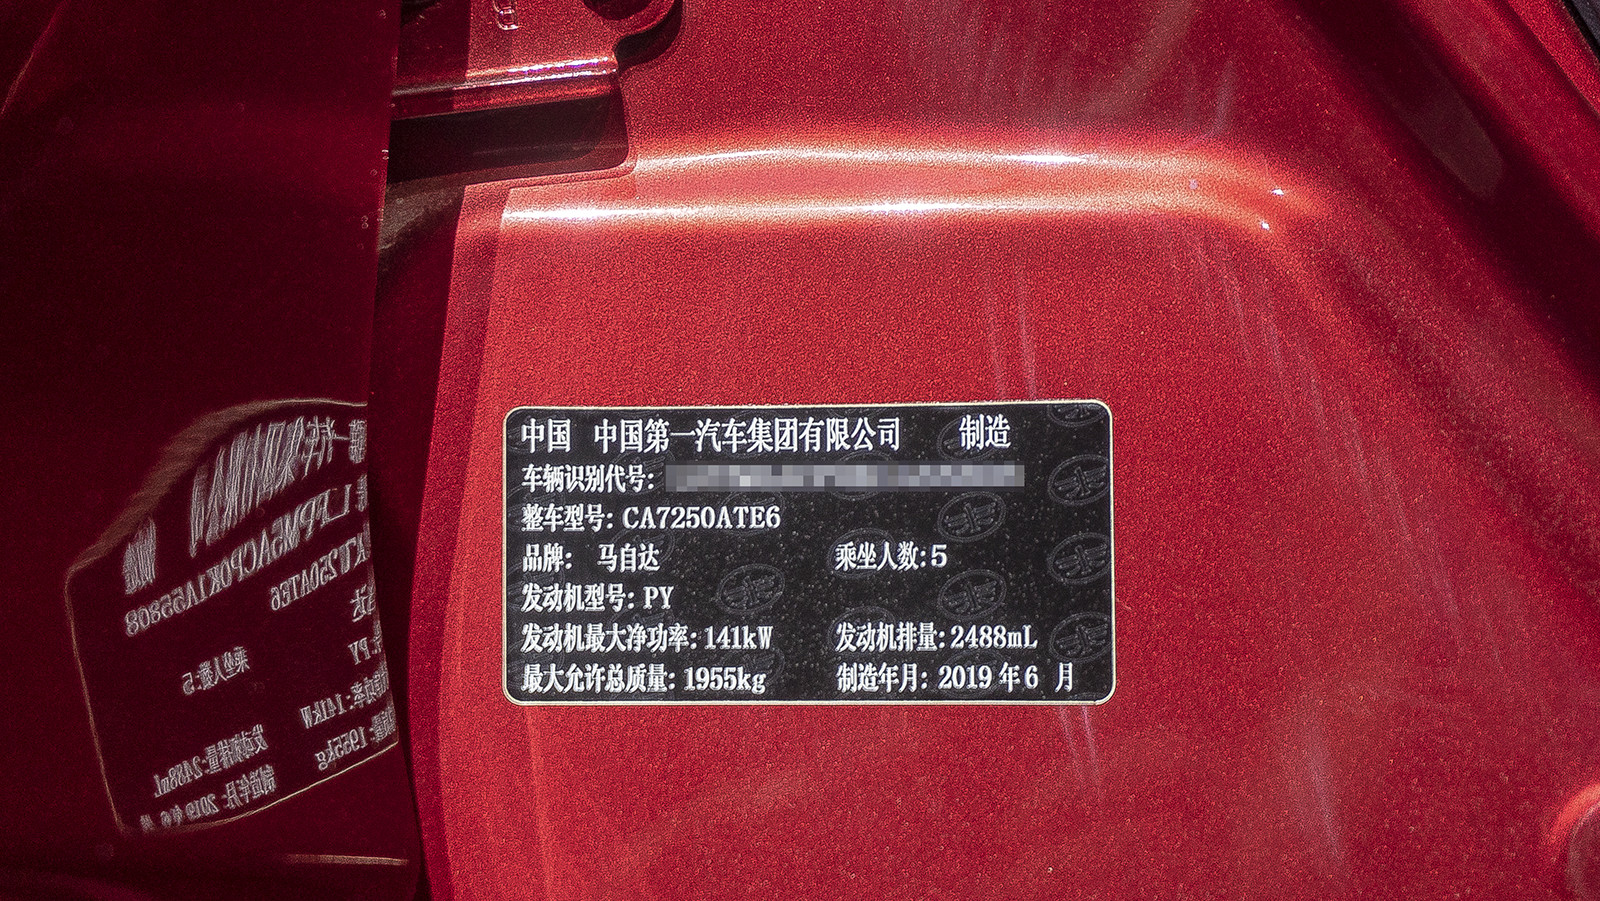 中国 中国第一汽车集团有限公司 制造
车辆识别代号:
整车型号: CA7250ATE6
品牌: 马自达 乘坐人数: 5
发动机型号: PY
发动机最大净功率: 141kW 发动机排量: 2488mL
最大允许总质量: 1955kg 制造年月: 2019 年 6 月